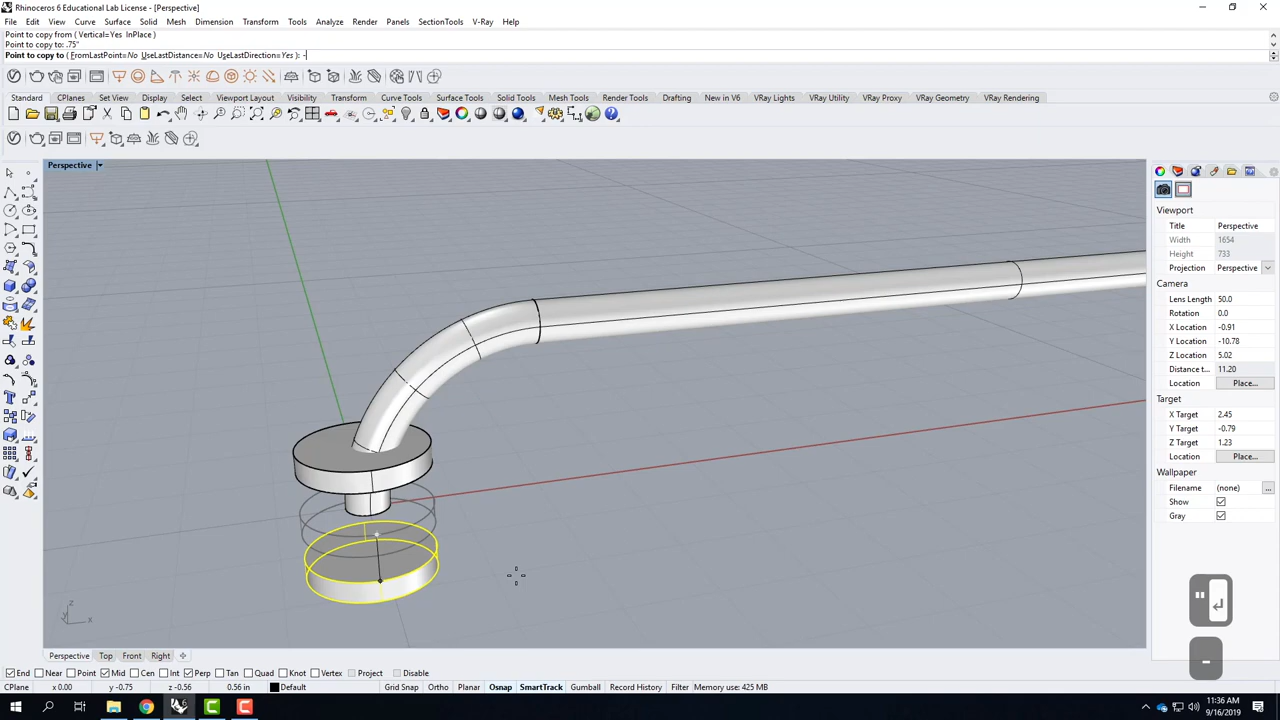 Rhinoceros 6 Educational Lab License - [Perspective]
File Edit View Curve Surface Solid Mesh Dimension Transform Tools Analyze Render Panels SectionTools V-Ray Help
Point to copy from ( Vertical=Yes InPlace )
Point to copy to: .75"
Point to copy to ( FromLastPoint=No UseLastDistance=No UseLastDirection=Yes ): -
Standard CPlanes Set View Display Select Viewport Layout Visibility Transform Curve Tools Surface Tools Solid Tools Mesh Tools Render Tools Drafting New in V6 VRay Lights VRay Utility VRay Proxy VRay Geometry VRay Rendering
Perspective
Viewport
Title Perspective
Width 1654
Height 733
Projection Perspective
Camera
Lens Length 50.0
Rotation 0.0
X Location -0.91
Y Location -10.78
Z Location 5.02
Distance t... 11.20
Location Place...
Target
X Target 2.45
Y Target -0.79
Z Target 1.23
Location Place...
Wallpaper
Filename (none) ...
Show
Gray
"
-
z
y
x
Perspective Top Front Right
End Near Point Mid Cen Int Perp Tan Quad Knot Vertex Project Disable
CPlane x 0.00 y -0.75 z -0.56 0.56 in Default Grid Snap Ortho Planar Osnap SmartTrack Gumball Record History Filter Memory use: 425 MB
11:36 AM
9/16/2019